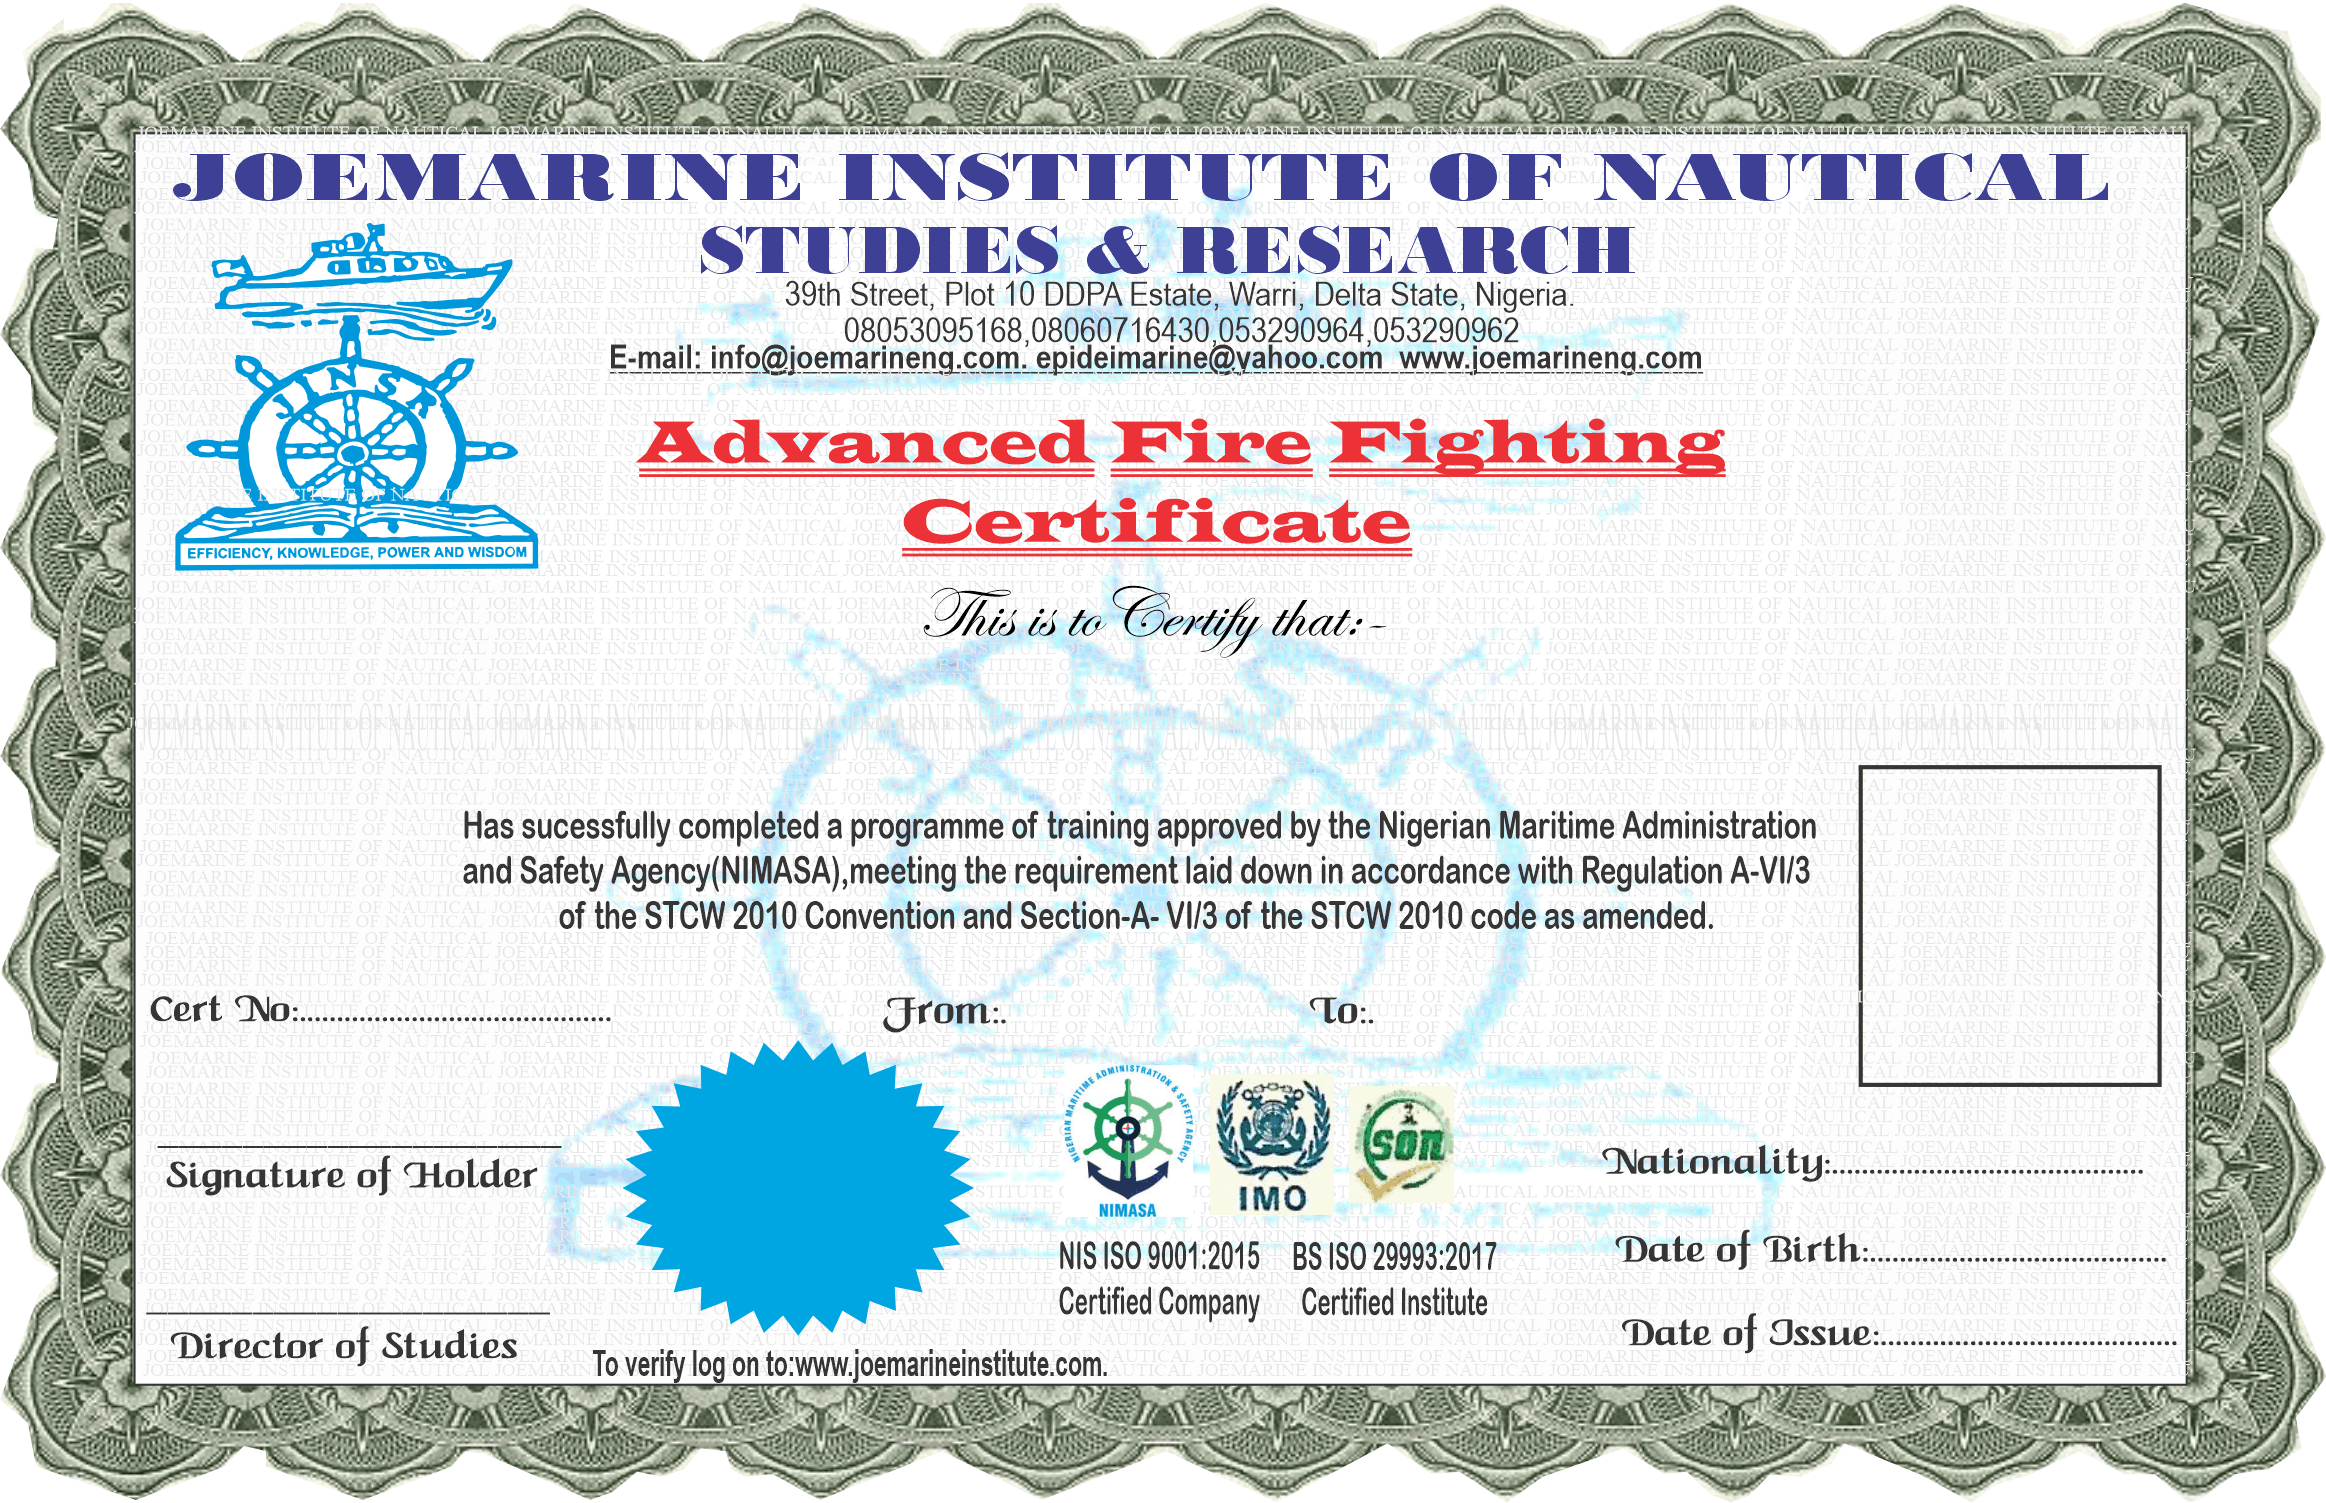 JOEMARINE INSTITUTE OF NAUTICAL
STUDIES & RESEARCH
39th Street, Plot 10 DDPA Estate, Warri, Delta State, Nigeria.
08053095168,08060716430,053290964,053290962
E-mail: info@joemarineng.com. epideimarine@yahoo.com www.joemarineng.com
JINSR
EFFICIENCY, KNOWLEDGE, POWER AND WISDOM
Advanced Fire Fighting
Certificate
This is to Certify that:-
Has sucessfully completed a programme of training approved by the Nigerian Maritime Administration
and Safety Agency(NIMASA),meeting the requirement laid down in accordance with Regulation A-VI/3
of the STCW 2010 Convention and Section-A- VI/3 of the STCW 2010 code as amended.
Cert No:..........................................
From:.
To:.
Signature of Holder
Director of Studies
NIGERIAN MARITIME ADMINISTRATION & SAFETY AGENCY
NIMASA
IMO
SON
NIS ISO 9001:2015
Certified Company
BS ISO 29993:2017
Certified Institute
Nationality:..........................................
Date of Birth:........................................
Date of Issue:........................................
To verify log on to:www.joemarineinstitute.com.
JOEMARINE INSTITUTE OF NAUTICAL